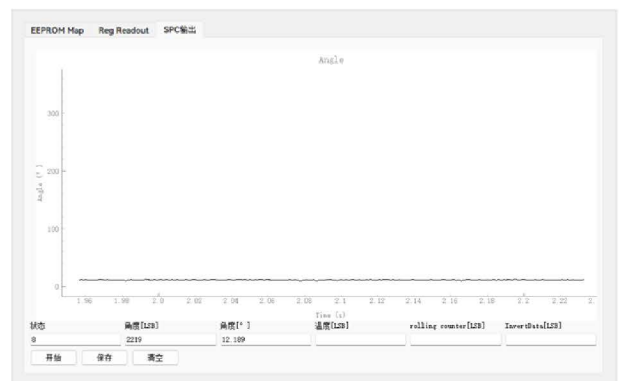 EEPROM Map Reg Readout SPC输出
Angle
300
200
100
0
Angle (°)
1.96 1.98 2.0 2.02 2.04 2.06 2.08 2.1 2.12 2.14 2.16 2.18 2.2 2.22 2.
Time (s)
状态 角度[LSB] 角度[°] 温度[LSB] rolling counter[LSB] InvertData[LSB]
8 2219 12.189
开始 保存 清空